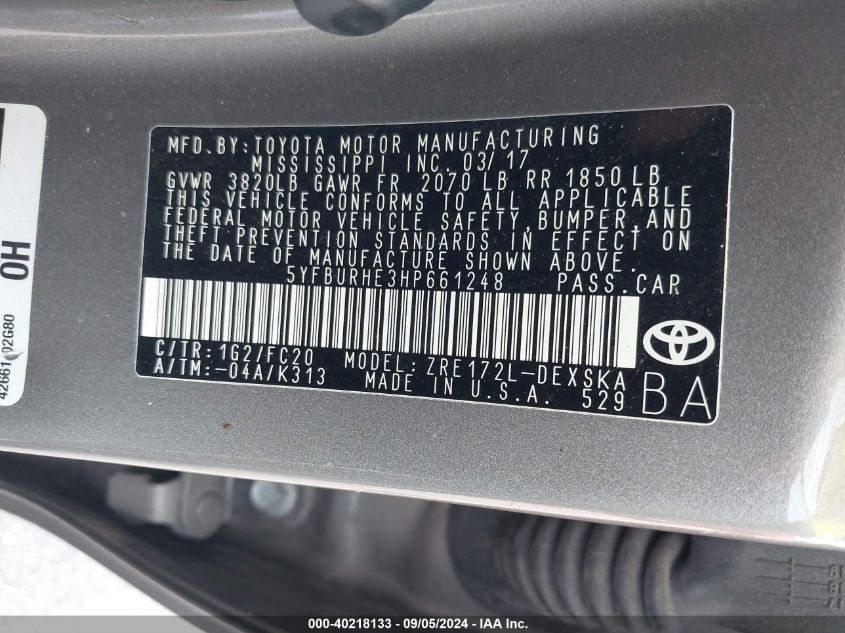 MFD. BY: TOYOTA MOTOR MANUFACTURING
MISSISSIPPI INC. 03/17
GVWR 3820LB GAWR FR 2070 LB RR 1850 LB
THIS VEHICLE CONFORMS TO ALL APPLICABLE
FEDERAL MOTOR VEHICLE SAFETY, BUMPER, AND
THEFT PREVENTION STANDARDS IN EFFECT ON
THE DATE OF MANUFACTURE SHOWN ABOVE.
5YFBURHE3HP661248 PASS. CAR
C/TR: 1G2/FC20 MODEL: ZRE172L-DEXSKA
A/TM: -04A/K313 MADE IN U.S.A. 529
BA
OH
42661-02G80
000-40218133 - 09/05/2024 - IAA Inc.